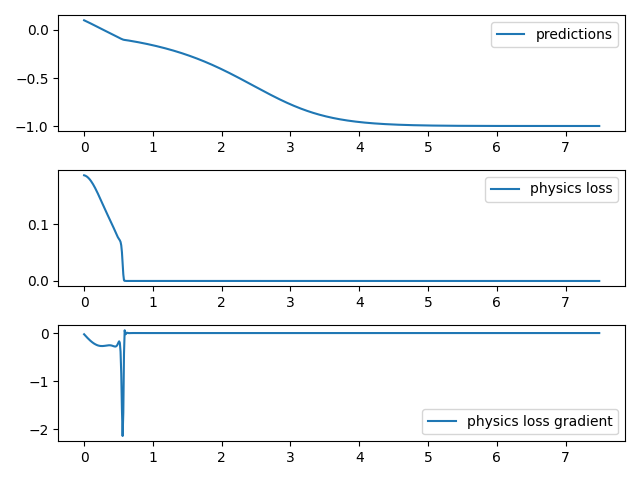 0.0
−0.5
−1.0
predictions
0 1 2 3 4 5 6 7
0.1
0.0
physics loss
0 1 2 3 4 5 6 7
0
−1
−2
physics loss gradient
0 1 2 3 4 5 6 7